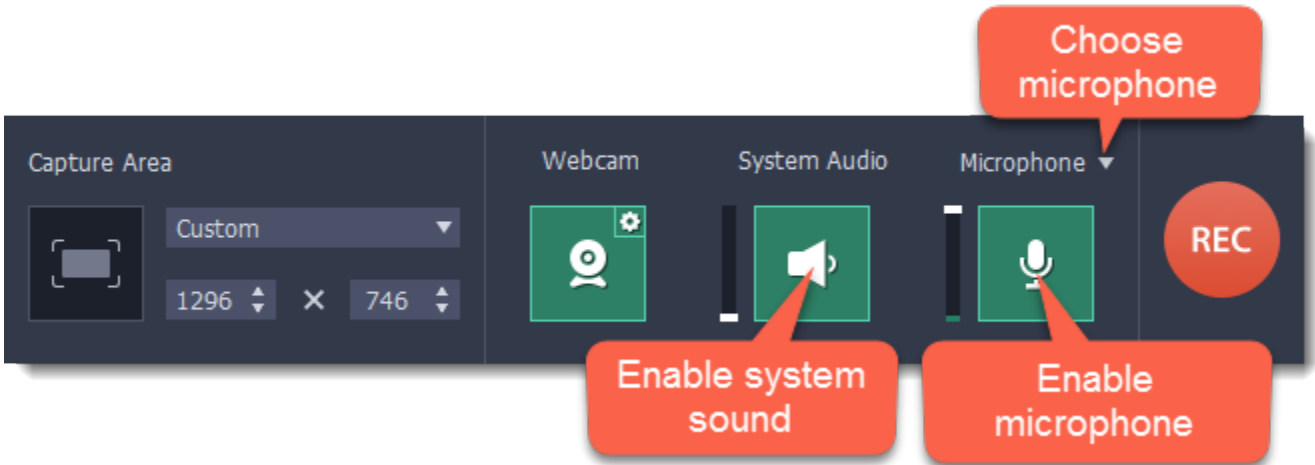 Choose
microphone
Capture Area
Webcam
System Audio
Microphone
Custom
1296 × 746
REC
Enable system
sound
Enable
microphone